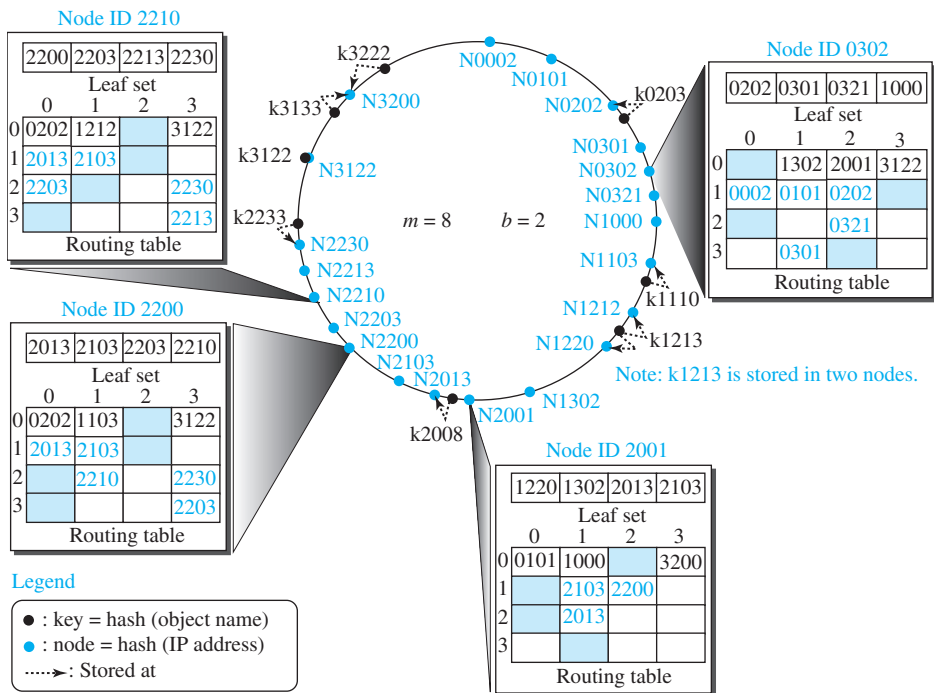 Node ID 2210
2200 2203 2213 2230
Leaf set
0 1 2 3
0 0202 1212 3122
1 2013 2103
2 2203 2230
3 2213
Routing table
Node ID 2200
2013 2103 2203 2210
Leaf set
0 1 2 3
0 0202 1103 3122
1 2013 2103
2 2210 2230
3 2203
Routing table
k3222
N0002
N0101
N3200
N0202
k0203
k3133
N0301
k3122
N3122
N0302
N0321
m = 8 b = 2
N1000
k2233
N2230
N1103
N2213
k1110
N2210
N1212
N2203
k1213
N2200
N1220
N2103
Note: k1213 is stored in two nodes.
N2013
N1302
k2008
N2001
Node ID 0302
0202 0301 0321 1000
Leaf set
0 1 2 3
0 1302 2001 3122
1 0002 0101 0202
2 0321
3 0301
Routing table
Node ID 2001
1220 1302 2013 2103
Leaf set
0 1 2 3
0 0101 1000 3200
1 2103 2200
2 2013
3
Routing table
Legend
: key = hash (object name)
: node = hash (IP address)
: Stored at